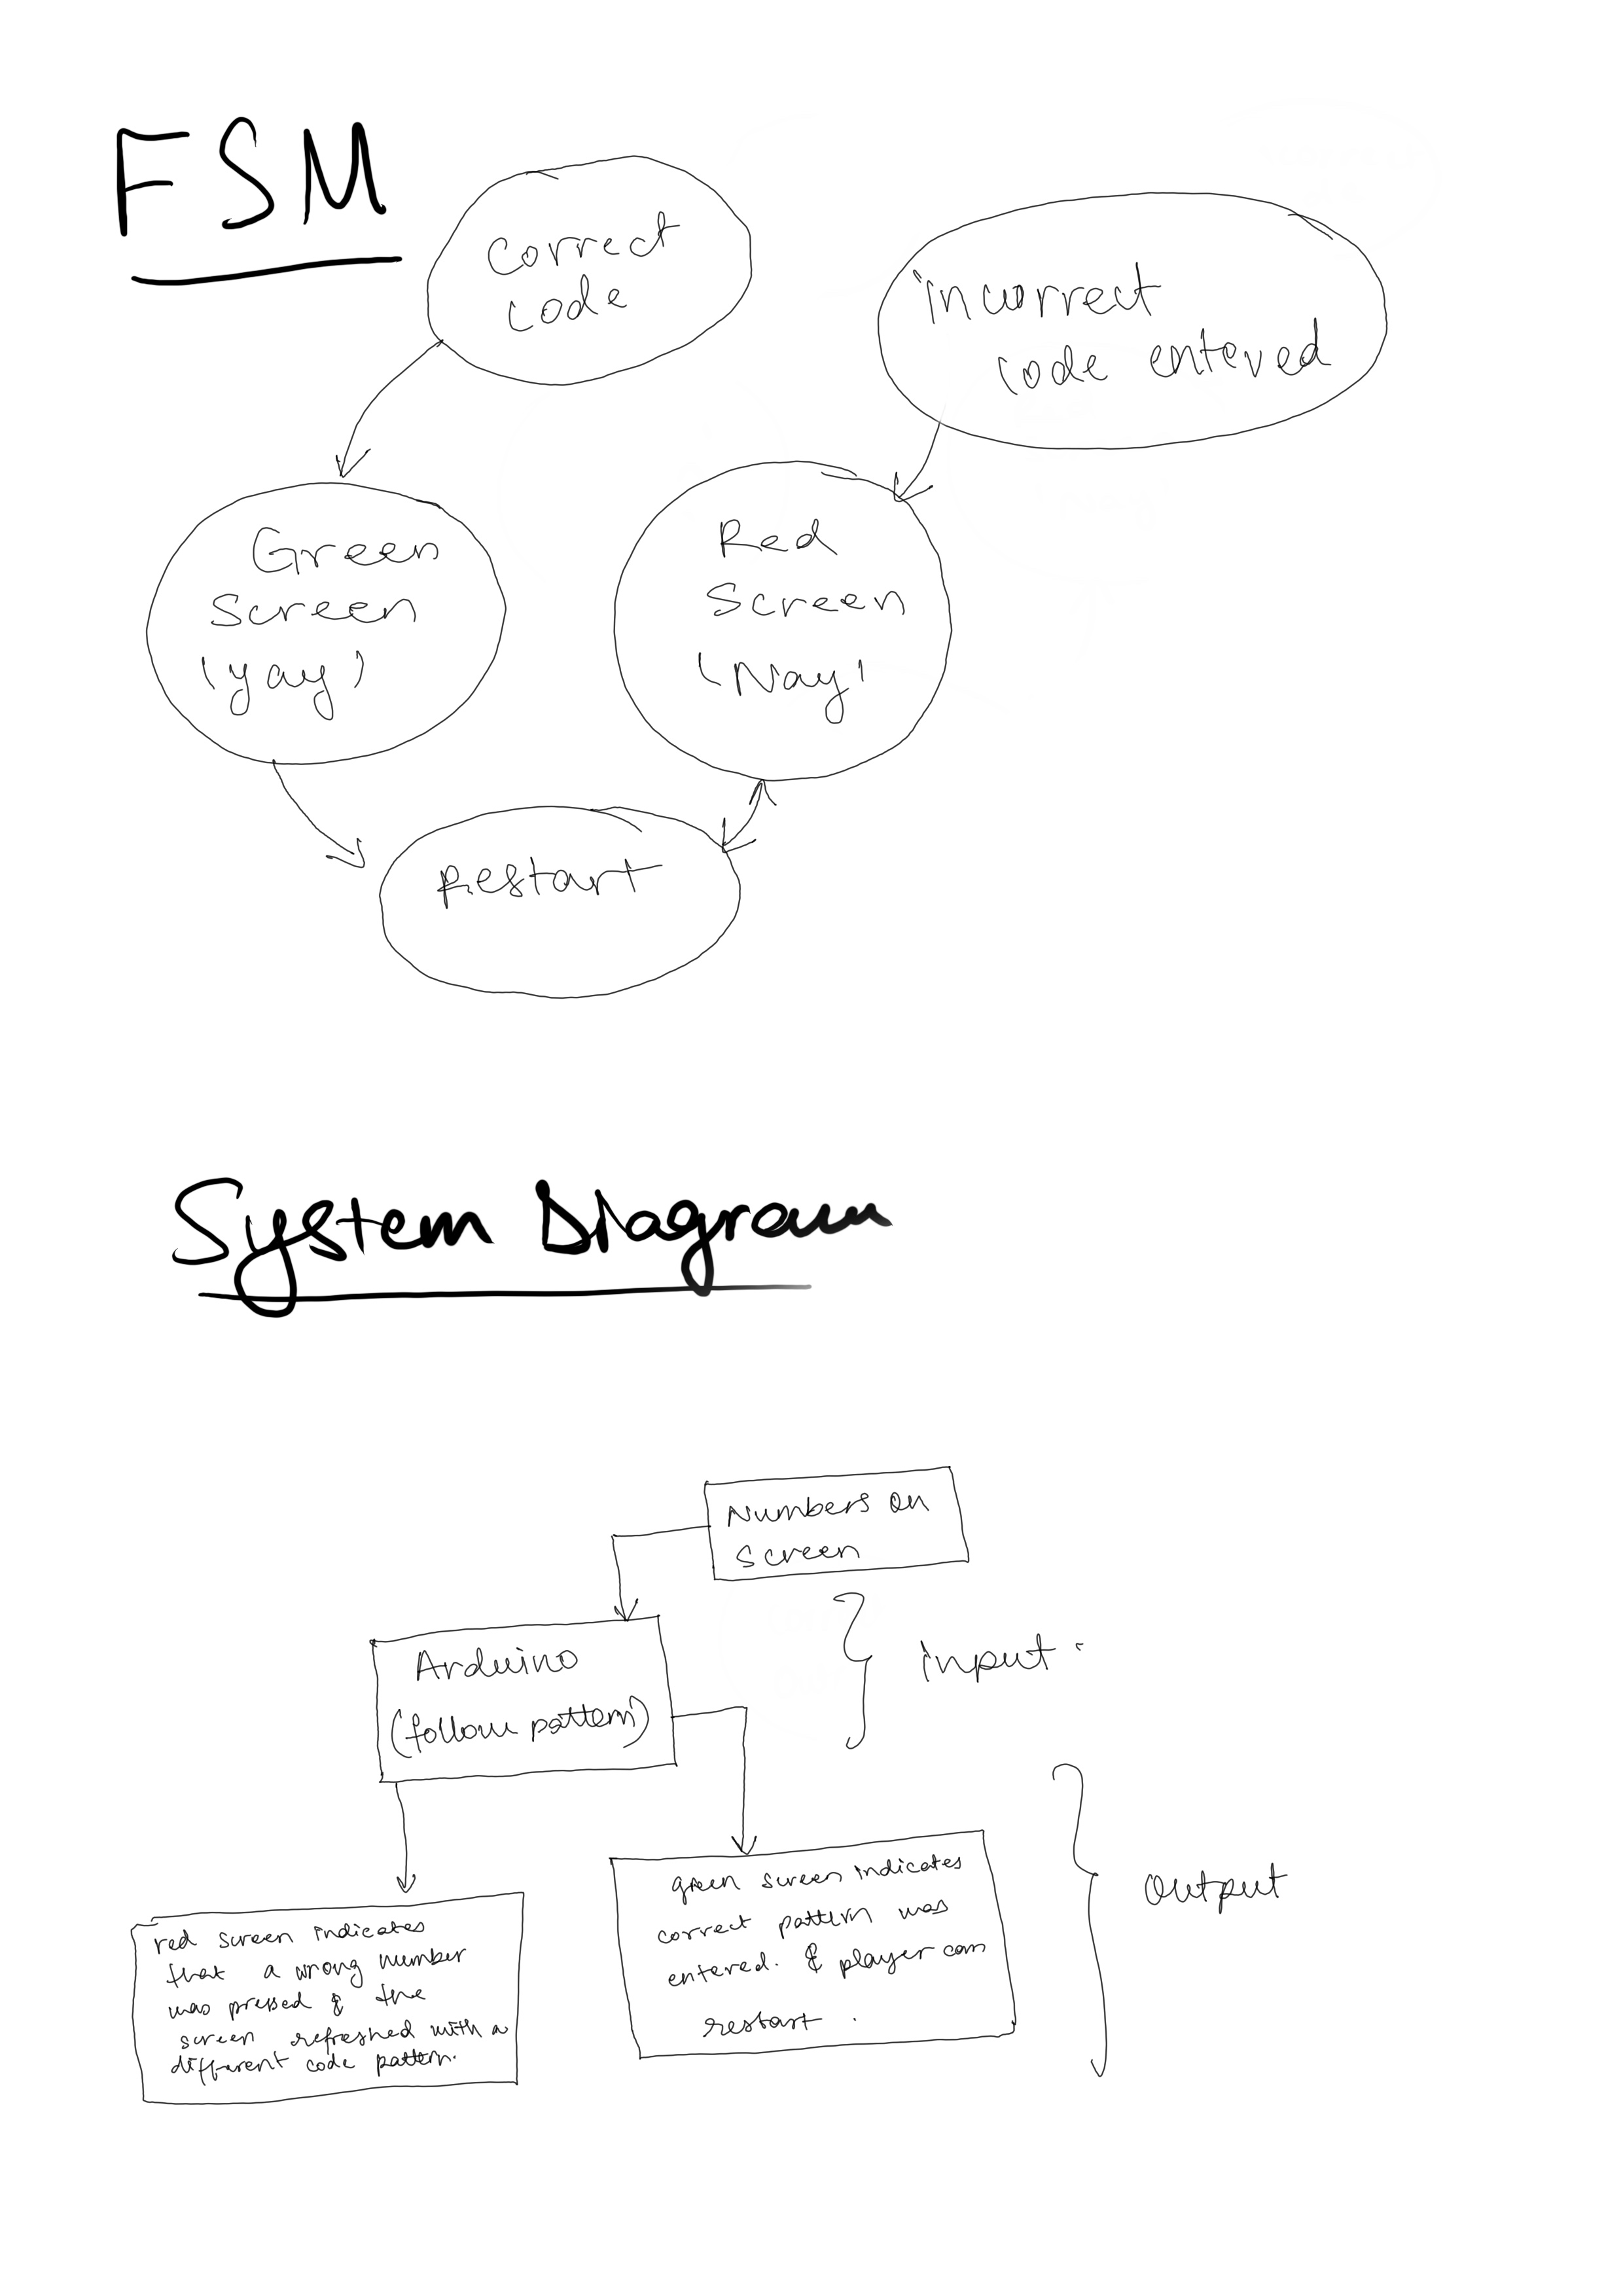 FSM
Correct
code
incorrect
code entered
Green
Screen
(yay)
Red
Screen
(Nay)
Restart
System Diagram
Numbers on
screen
Arduino
(follow pattern)
input.
green screen indicates
correct pattern was
entered. & player can
restart.
output
red screen indicates
that a wrong number
was pressed & the
screen refreshed with a
different code pattern.